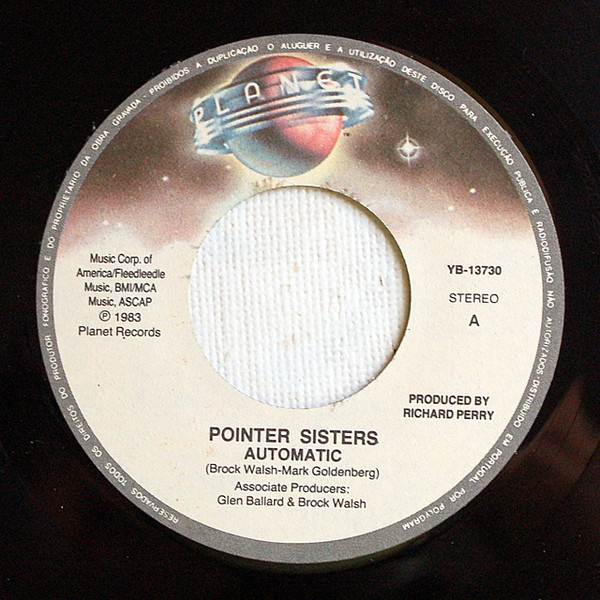 RESERVADOS TODOS OS DIREITOS DO PRODUTOR FONOGRÁFICO E DO PROPRIETÁRIO DA OBRA GRAVADA · PROIBIDOS A DUPLICAÇÃO O ALUGUER E A UTILIZAÇÃO DESTE DISCO PARA EXECUÇÃO PÚBLICA E RADIODIFUSÃO NÃO AUTORIZADOS · DISTRIBUIDO EM PORTUGAL POR POLYGRAM
PLANET
TM
Music Corp. of
America/Fleedleedle
Music, BMI/MCA
Music, ASCAP
℗ 1983
Planet Records
YB-13730
STEREO
A
PRODUCED BY
RICHARD PERRY
POINTER SISTERS
AUTOMATIC
(Brock Walsh-Mark Goldenberg)
Associate Producers:
Glen Ballard & Brock Walsh